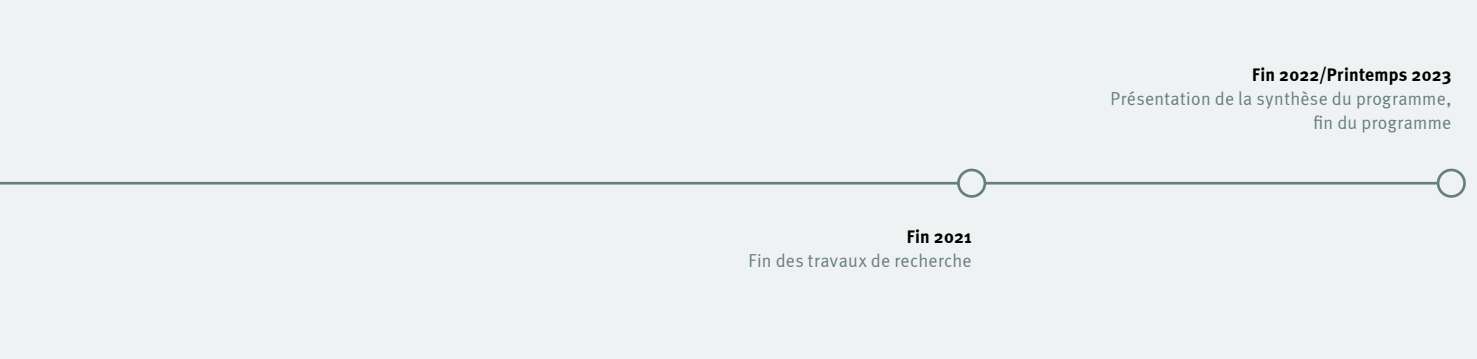 Fin 2022/Printemps 2023
Présentation de la synthèse du programme,
fin du programme
Fin 2021
Fin des travaux de recherche